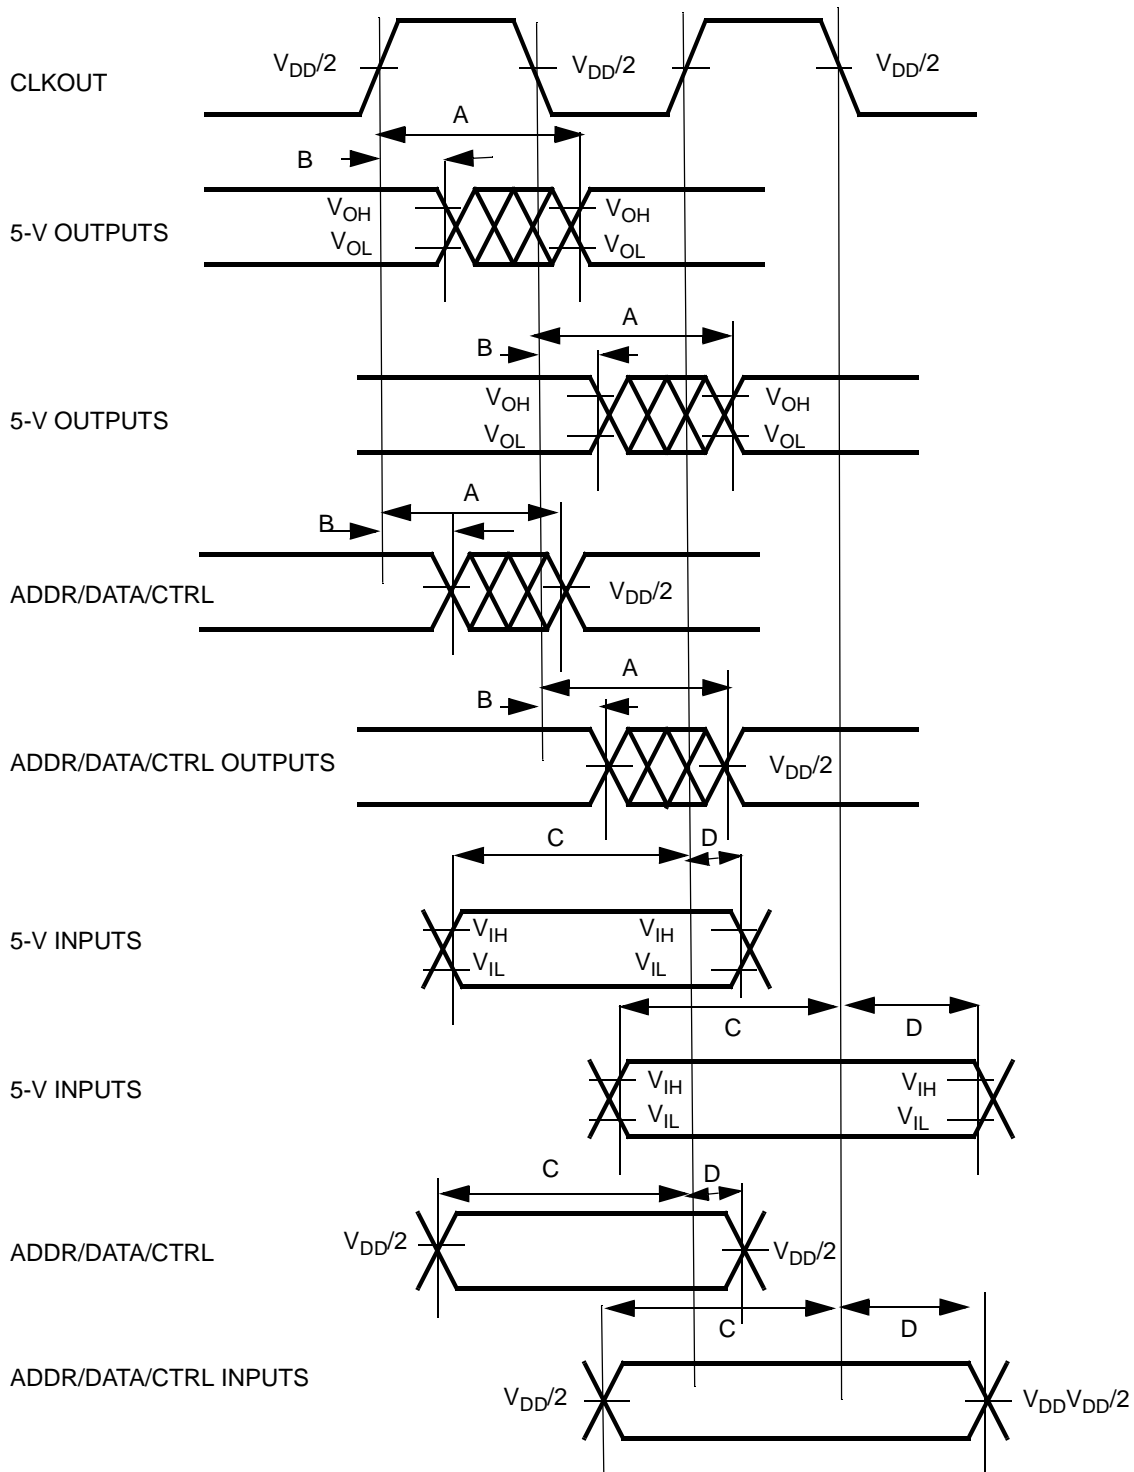 V_DD/2 V_DD/2 V_DD/2
CLKOUT
A
B
V_OH V_OH
5-V OUTPUTS
V_OL V_OL
A
B
V_OH V_OH
5-V OUTPUTS
V_OL V_OL
A
B
ADDR/DATA/CTRL V_DD/2
A
B
ADDR/DATA/CTRL OUTPUTS V_DD/2
C D
V_IH V_IH
5-V INPUTS
V_IL V_IL
C D
V_IH V_IH
5-V INPUTS
V_IL V_IL
C D
V_DD/2 V_DD/2
ADDR/DATA/CTRL
C D
ADDR/DATA/CTRL INPUTS
V_DD/2 V_DDV_DD/2